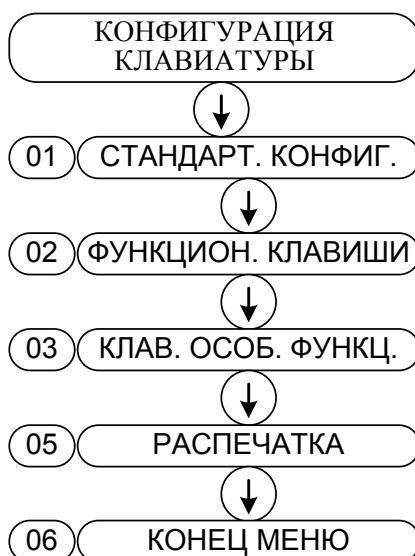 КОНФИГУРАЦИЯ
КЛАВИАТУРЫ
01 СТАНДАРТ. КОНФИГ.
02 ФУНКЦИОН. КЛАВИШИ
03 КЛАВ. ОСОБ. ФУНКЦ.
05 РАСПЕЧАТКА
06 КОНЕЦ МЕНЮ